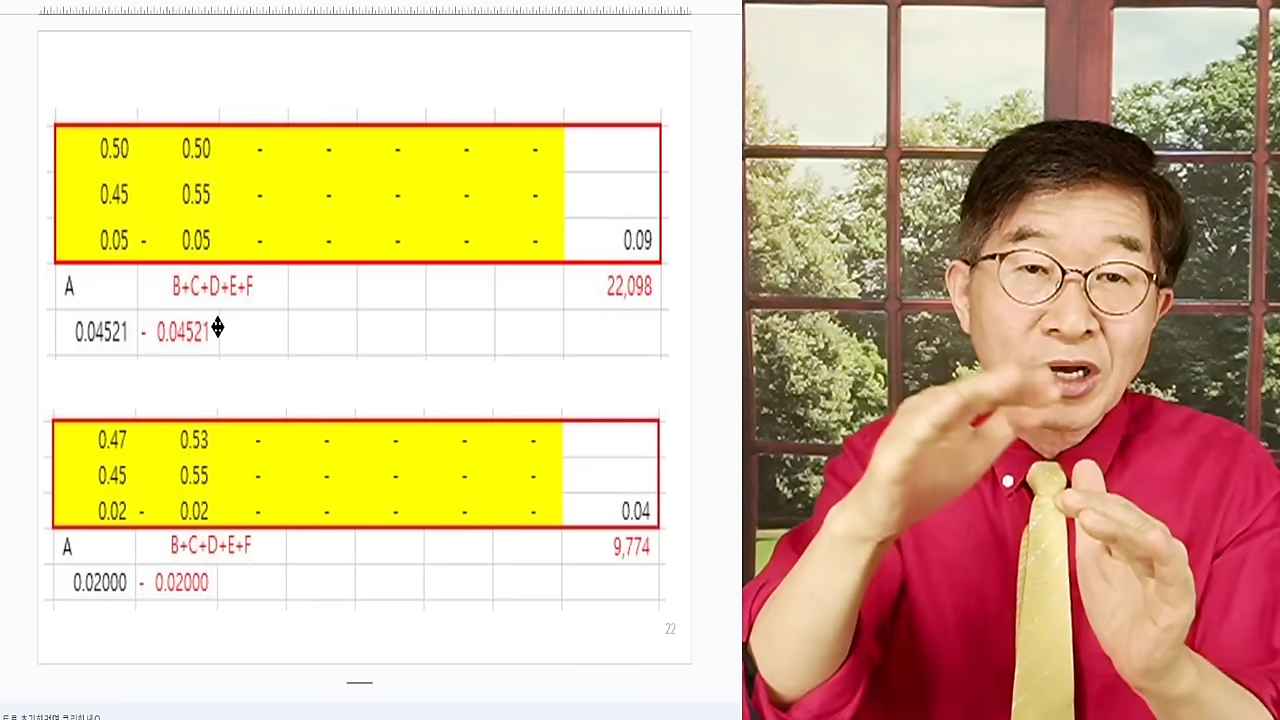 0.50 0.50 - - - - -
0.45 0.55 - - - - -
0.05 - 0.05 - - - - - 0.09
A B+C+D+E+F 22,098
0.04521 - 0.04521
0.47 0.53 - - - - -
0.45 0.55 - - - - -
0.02 - 0.02 - - - - - 0.04
A B+C+D+E+F 9,774
0.02000 - 0.02000
22